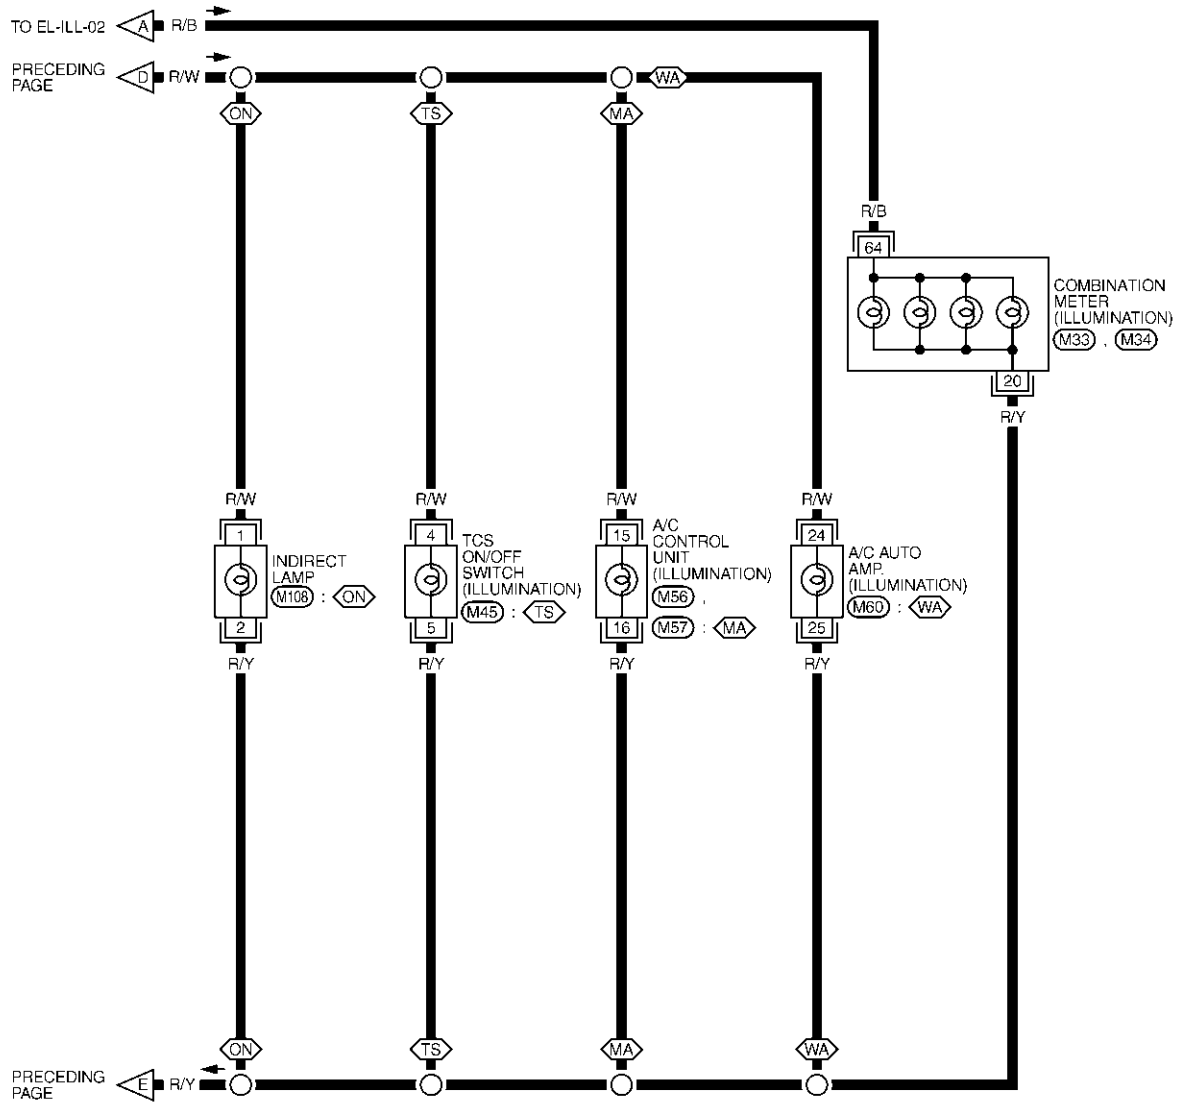 TO EL-ILL-02 A R/B
PRECEDING PAGE D R/W WA
ON TS MA
R/B
64
COMBINATION
METER
(ILLUMINATION)
M33 , M34
20
R/Y
R/W R/W R/W R/W
1 4 15 24
INDIRECT
LAMP
M108 : ON
2
TCS
ON/OFF
SWITCH
(ILLUMINATION)
M45 : TS
5
A/C
CONTROL
UNIT
(ILLUMINATION)
M56 ,
M57 : MA
16
A/C AUTO
AMP.
(ILLUMINATION)
M60 : WA
25
R/Y R/Y R/Y R/Y
ON TS MA WA
PRECEDING
PAGE
E R/Y